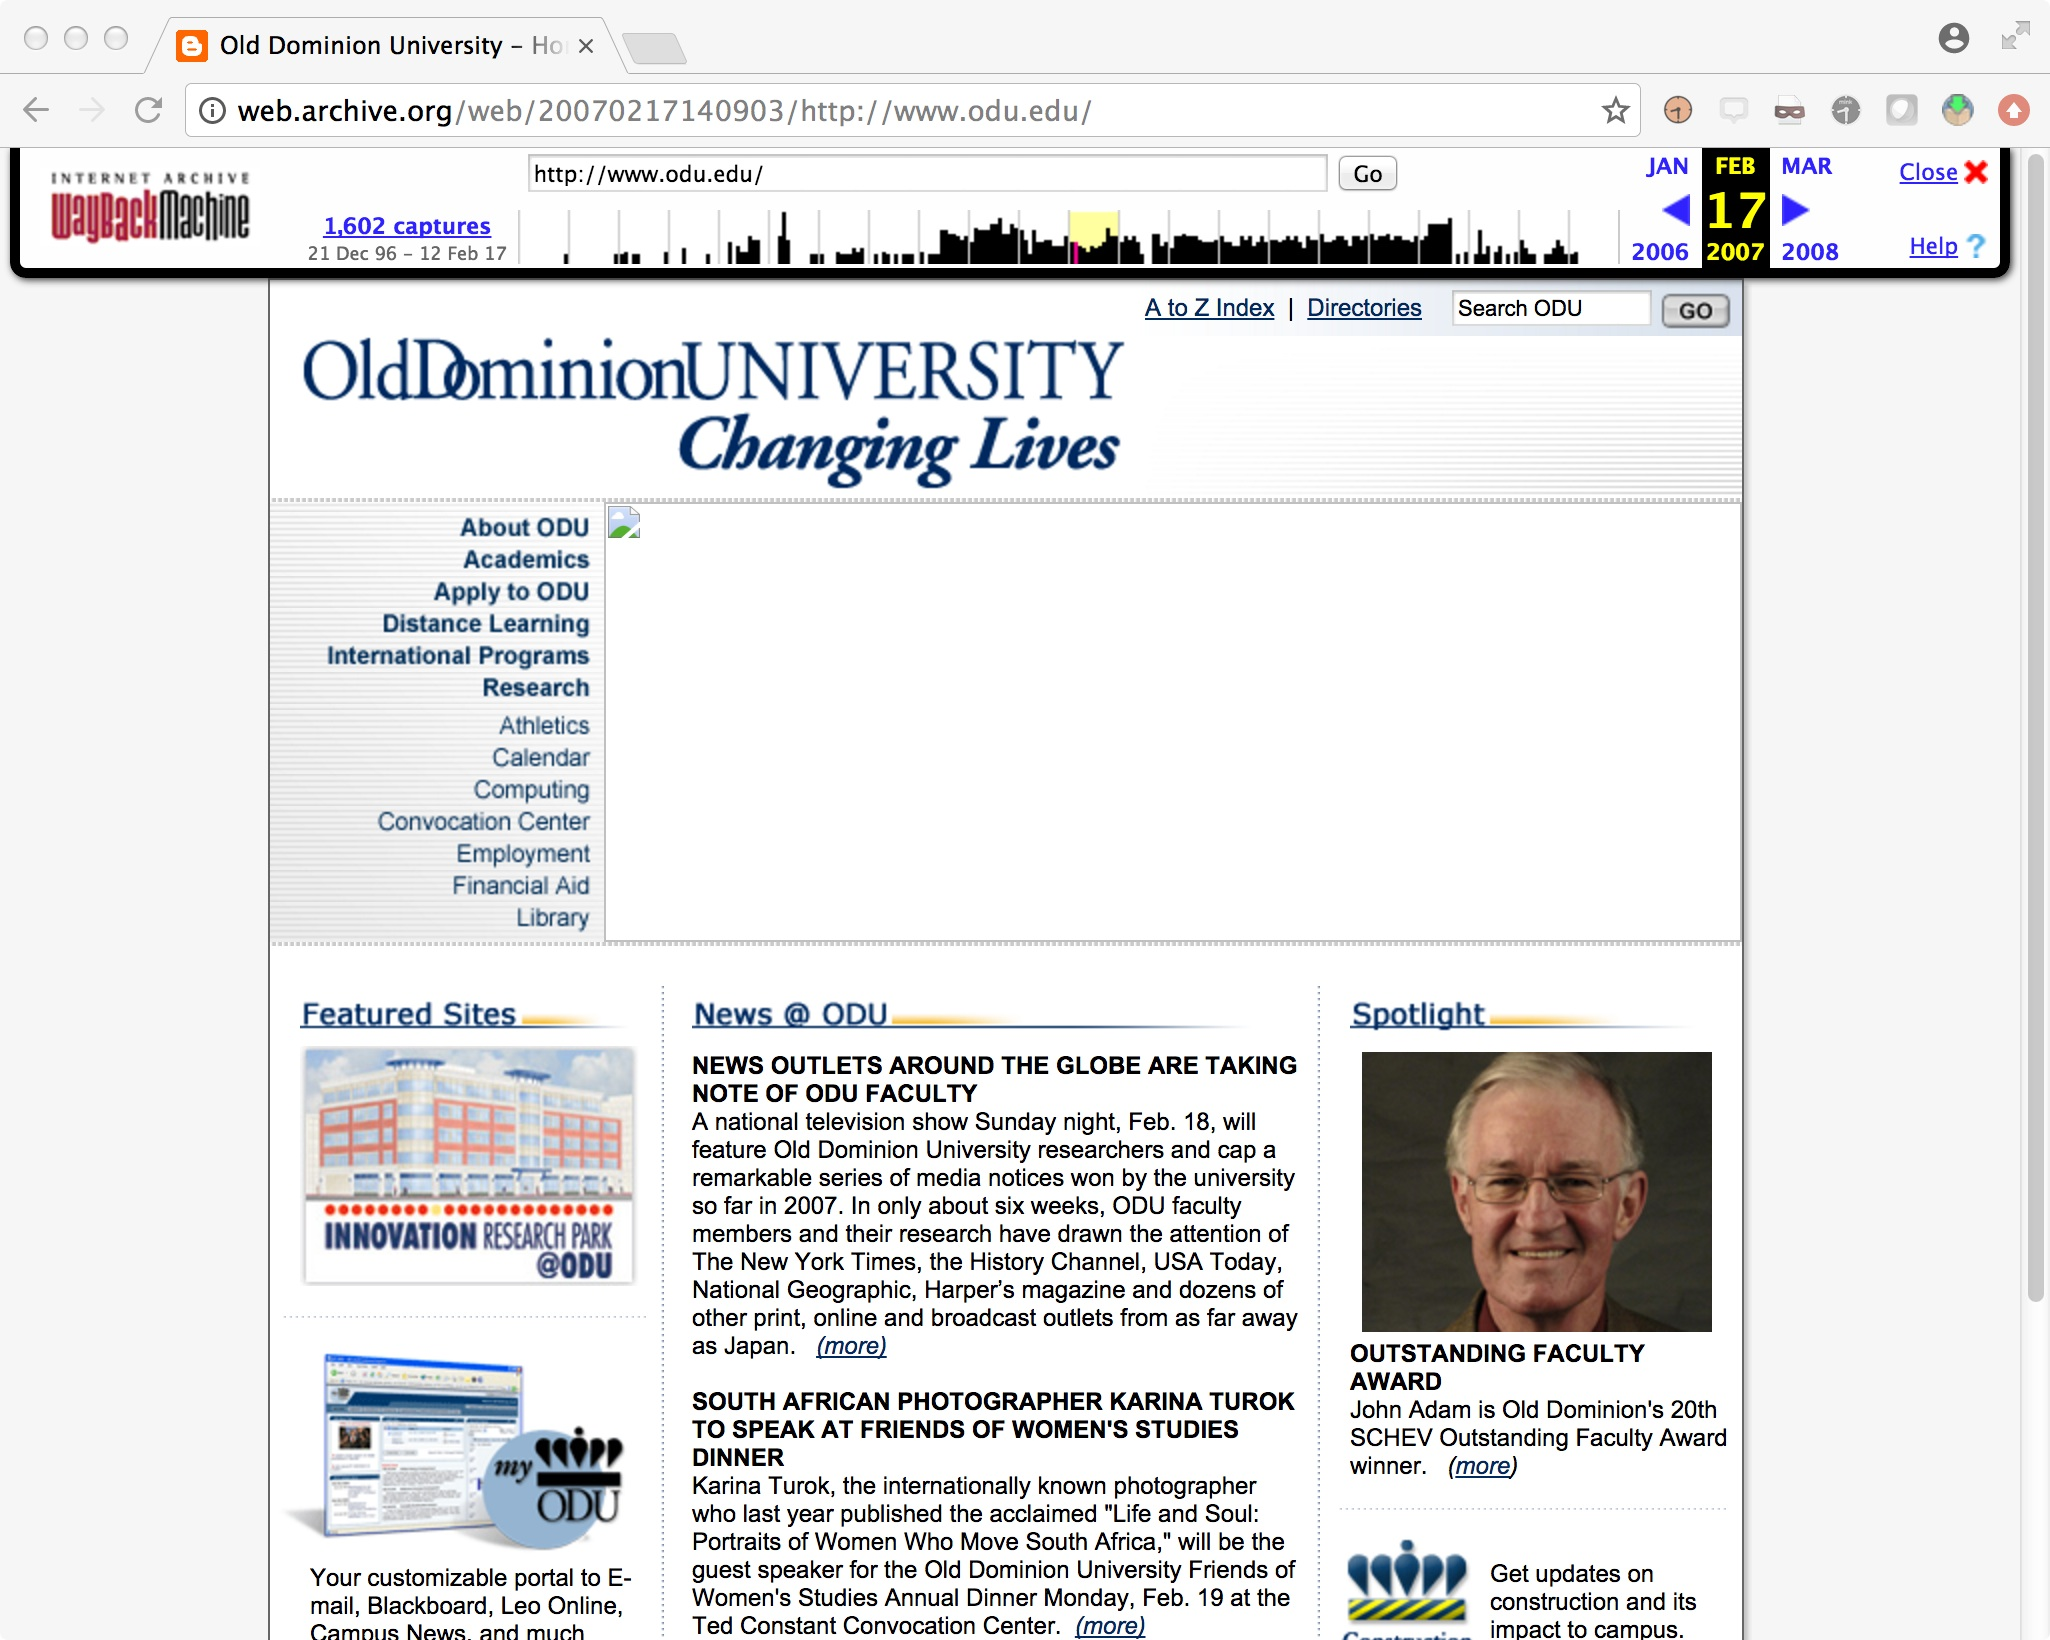 Old Dominion University – Ho
web.archive.org/web/20070217140903/http://www.odu.edu/
INTERNET ARCHIVE
WayBackMachine
http://www.odu.edu/
Go
1,602 captures
21 Dec 96 – 12 Feb 17
JAN FEB MAR
17
2006 2007 2008
Close
Help ?
A to Z Index | Directories
Search ODU
GO
OldDominionUNIVERSITY
Changing Lives
About ODU
Academics
Apply to ODU
Distance Learning
International Programs
Research
Athletics
Calendar
Computing
Convocation Center
Employment
Financial Aid
Library
Featured Sites
INNOVATION RESEARCH PARK
@ODU
my
ODU
Your customizable portal to E-
mail, Blackboard, Leo Online,
Campus News, and much
News @ ODU
NEWS OUTLETS AROUND THE GLOBE ARE TAKING
NOTE OF ODU FACULTY
A national television show Sunday night, Feb. 18, will
feature Old Dominion University researchers and cap a
remarkable series of media notices won by the university
so far in 2007. In only about six weeks, ODU faculty
members and their research have drawn the attention of
The New York Times, the History Channel, USA Today,
National Geographic, Harper’s magazine and dozens of
other print, online and broadcast outlets from as far away
as Japan. (more)
SOUTH AFRICAN PHOTOGRAPHER KARINA TUROK
TO SPEAK AT FRIENDS OF WOMEN'S STUDIES
DINNER
Karina Turok, the internationally known photographer
who last year published the acclaimed "Life and Soul:
Portraits of Women Who Move South Africa," will be the
guest speaker for the Old Dominion University Friends of
Women's Studies Annual Dinner Monday, Feb. 19 at the
Ted Constant Convocation Center. (more)
Spotlight
OUTSTANDING FACULTY
AWARD
John Adam is Old Dominion's 20th
SCHEV Outstanding Faculty Award
winner. (more)
Construction
Get updates on
construction and its
impact to campus.